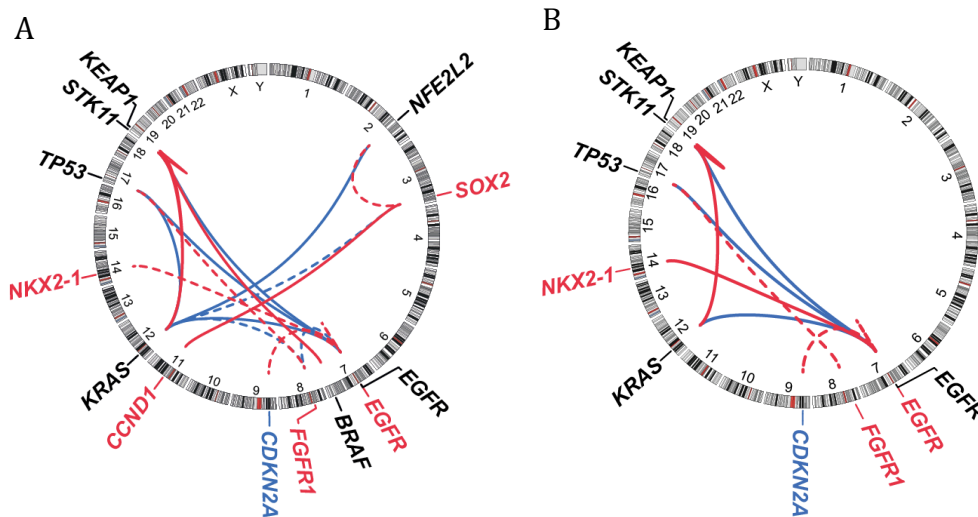 A
B
KEAP1
STK11
TP53
NKX2-1
KRAS
CCND1
CDKN2A
FGFR1
BRAF
EGFR
EGFR
SOX2
NFE2L2
1
2
3
4
5
6
7
8
9
10
11
12
13
14
15
16
17
18
19
20
21
22
X
Y
KEAP1
STK11
TP53
NKX2-1
KRAS
CDKN2A
FGFR1
EGFR
EGFR
1
2
3
4
5
6
7
8
9
10
11
12
13
14
15
16
17
18
19
20
21
22
X
Y